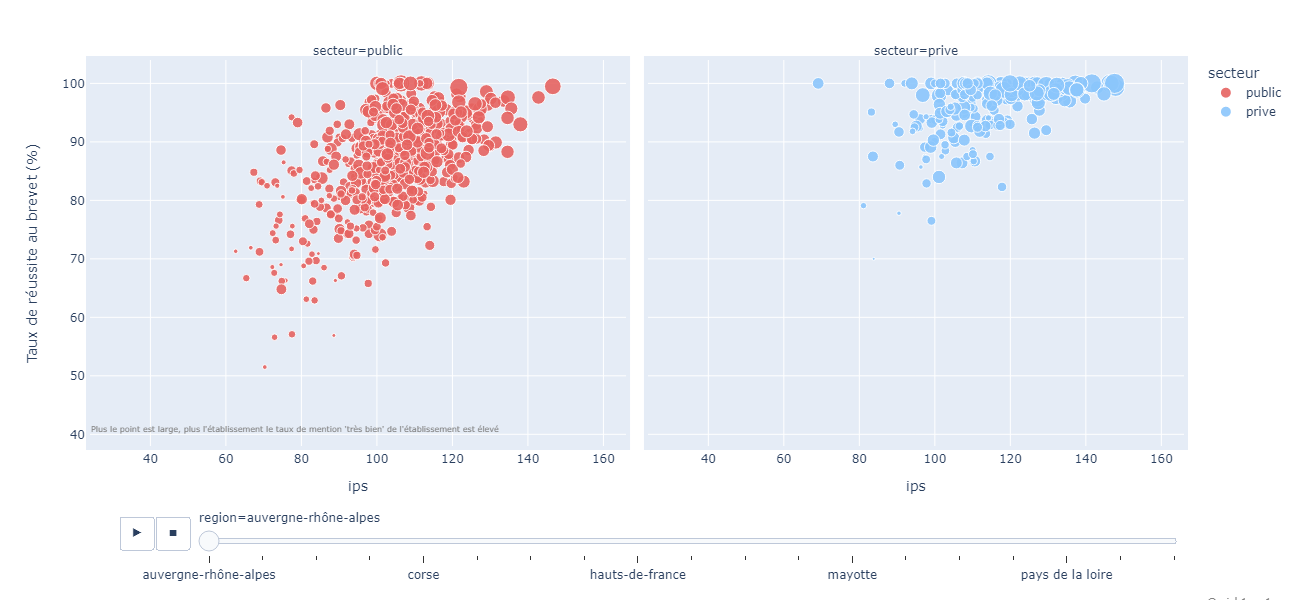 secteur=public
secteur=prive
secteur
public
prive
Taux de réussite au brevet (%)
100
90
80
70
60
50
40
Plus le point est large, plus l'établissement le taux de mention 'très bien' de l'établissement est élevé
40 60 80 100 120 140 160
40 60 80 100 120 140 160
ips
ips
region=auvergne-rhône-alpes
auvergne-rhône-alpes corse hauts-de-france mayotte pays de la loire